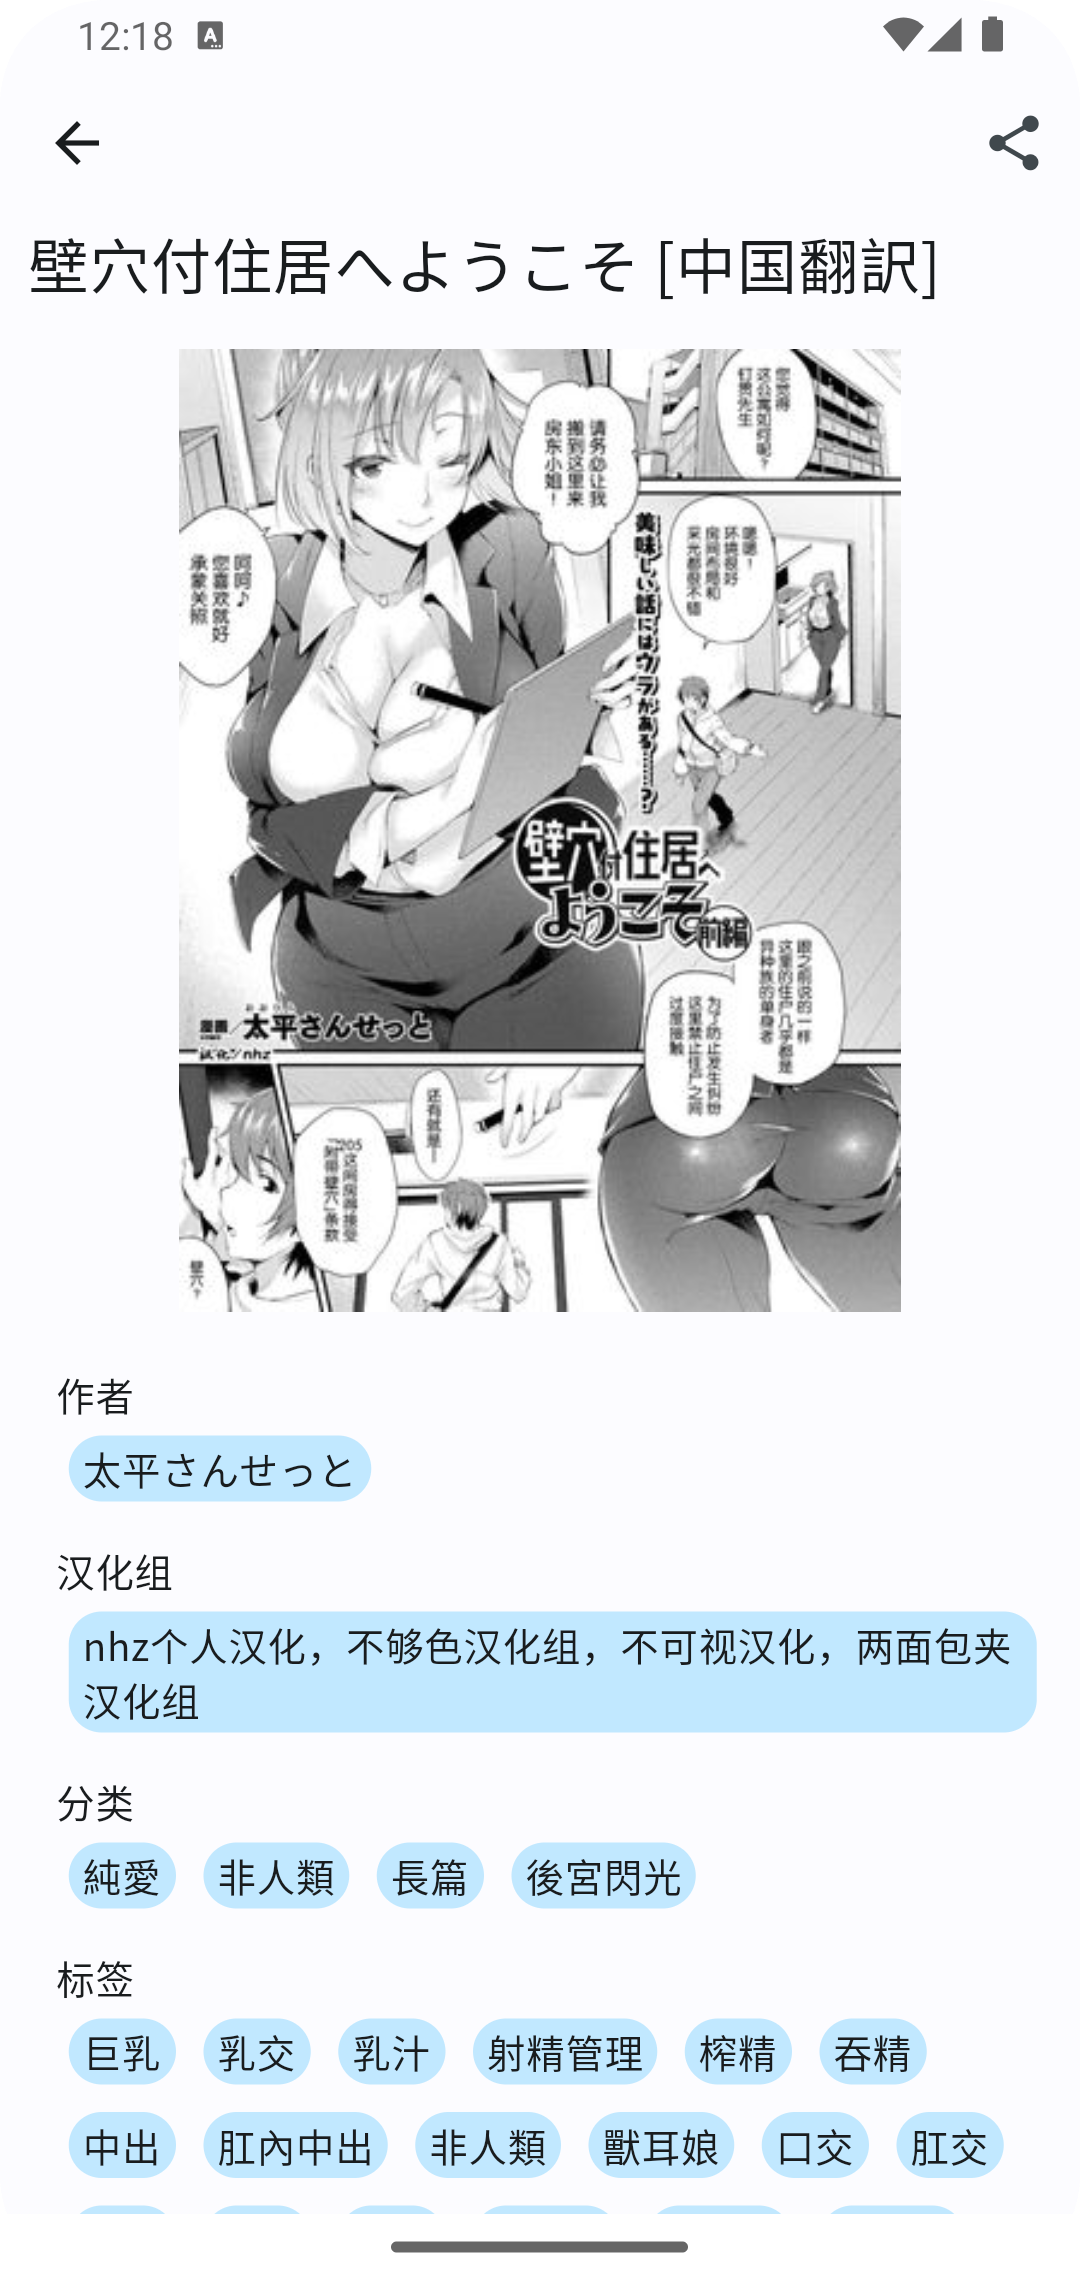 12:18
壁穴付住居へようこそ [中国翻訳]
您觉得
这公寓如何呢？
钉贯先生
请务必让我
搬到这里来
房东小姐！
嗯嗯！
环境很好
房间布局和
采光都很不错
美味しい話にはウラがある……？
呵呵♪
您喜欢就好
承蒙关照
壁穴付住居へ
ようこそ前編
漫画／太平さんせっと
汉化／nhz
跟之前说的一样
这里的住户几乎都是
异种族的单身者
为了防止发生纠纷
这里禁止住户之间
过度接触
还有就是—
205这间房得接受
「附带壁穴」条款
壁穴？
作者
太平さんせっと
汉化组
nhz个人汉化，不够色汉化组，不可视汉化，两面包夹
汉化组
分类
純愛 非人類 長篇 後宮閃光
标签
巨乳 乳交 乳汁 射精管理 榨精 吞精
中出 肛內中出 非人類 獸耳娘 口交 肛交